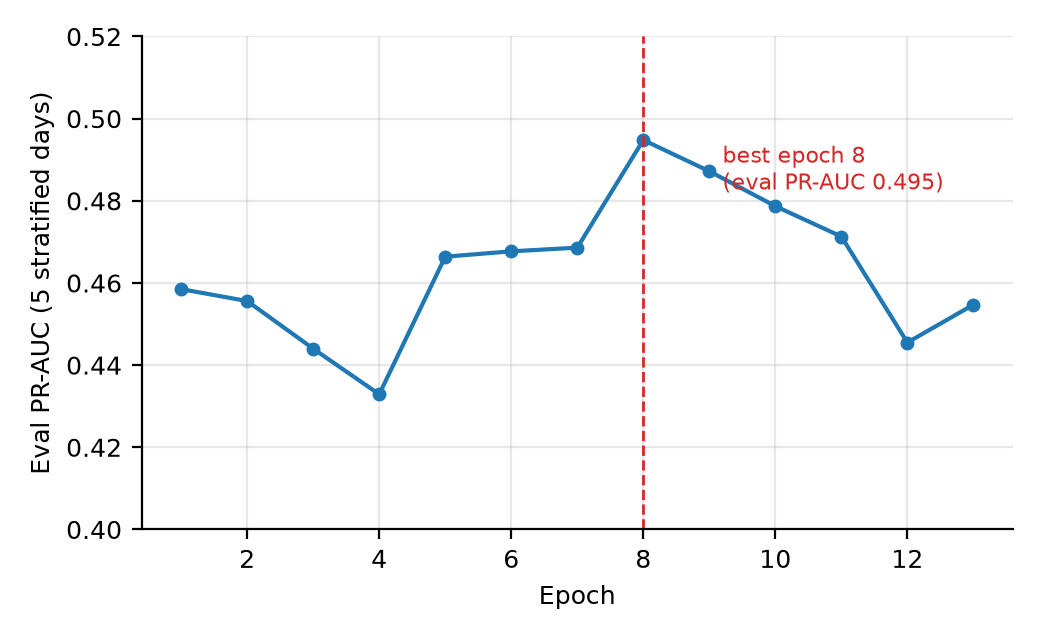 Eval PR-AUC (5 stratified days)
0.52
0.50
0.48
0.46
0.44
0.42
0.40
best epoch 8
(eval PR-AUC 0.495)
2 4 6 8 10 12
Epoch